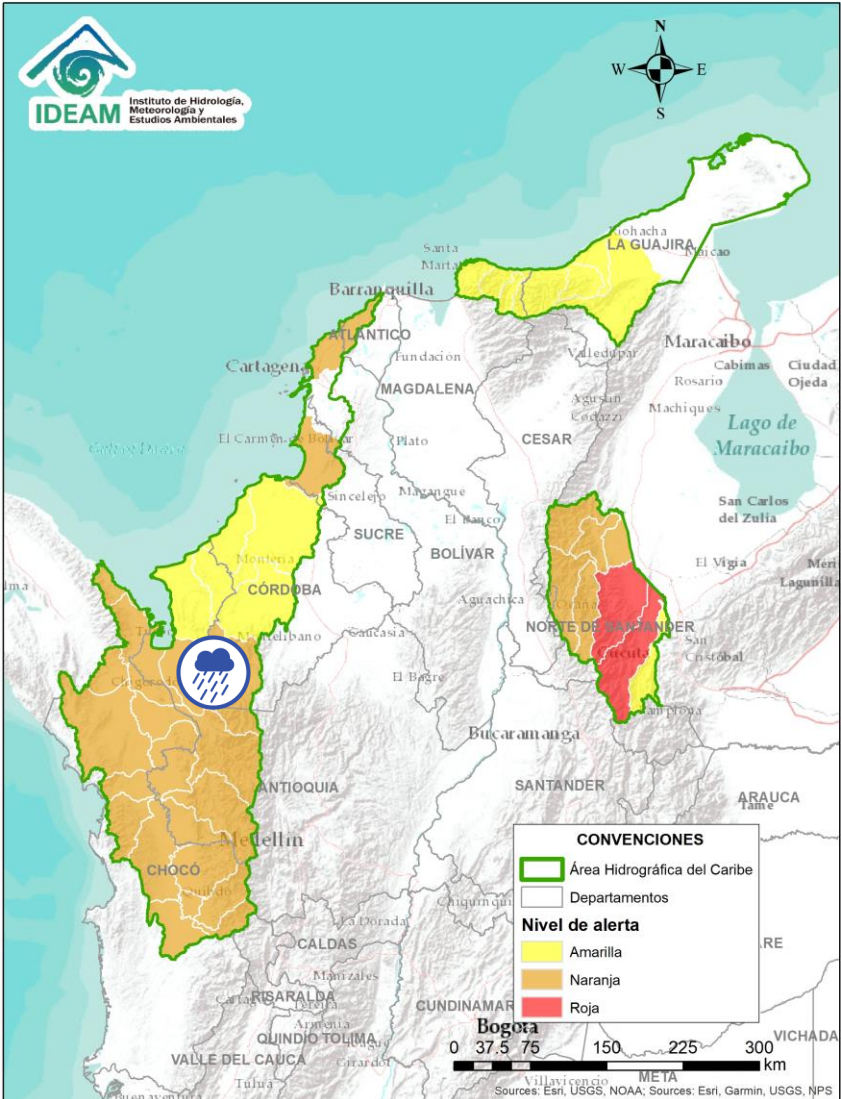 N
W
E
S
IDEAM
Instituto de Hidrología,
Meteorología y
Estudios Ambientales
LA GUAJIRA
Santa
Marta
Barranquilla
ATLÁNTICO
Cartagena
Fundación
Valledupar
Maracaibo
Cabimas
Ciudad
Ojeda
MAGDALENA
Rosario
Agustín
Codazzi
Machiques
Lago de
Maracaibo
El Carmen de Bolívar
Plato
CESAR
Sincelejo
Magangue
San Carlos
del Zulia
El Banco
SUCRE
BOLÍVAR
Montería
El Vigía
CÓRDOBA
Aguachica
Ocaña
Caucasia
NORTE DE SANTANDER
San
Cristóbal
Cúcuta
El Bagre
Bucaramanga
SANTANDER
ANTIOQUIA
ARAUCA
Tame
Medellín
CHOCÓ
Quibdó
La Dorada
CALDAS
Manizales
RISARALDA
Pereira
Armenia
QUINDÍO
TOLIMA
CUNDINAMAR
Bogotá
Girardot
VALLE DEL CAUCA
Tuluá
Villavicencio
META
VICHADA
CONVENCIONES
Área Hidrográfica del Caribe
Departamentos
Nivel de alerta
Amarilla
Naranja
Roja
0 37.5 75 150 225 300
km
Sources: Esri, USGS, NOAA; Sources: Esri, Garmin, USGS, NPS